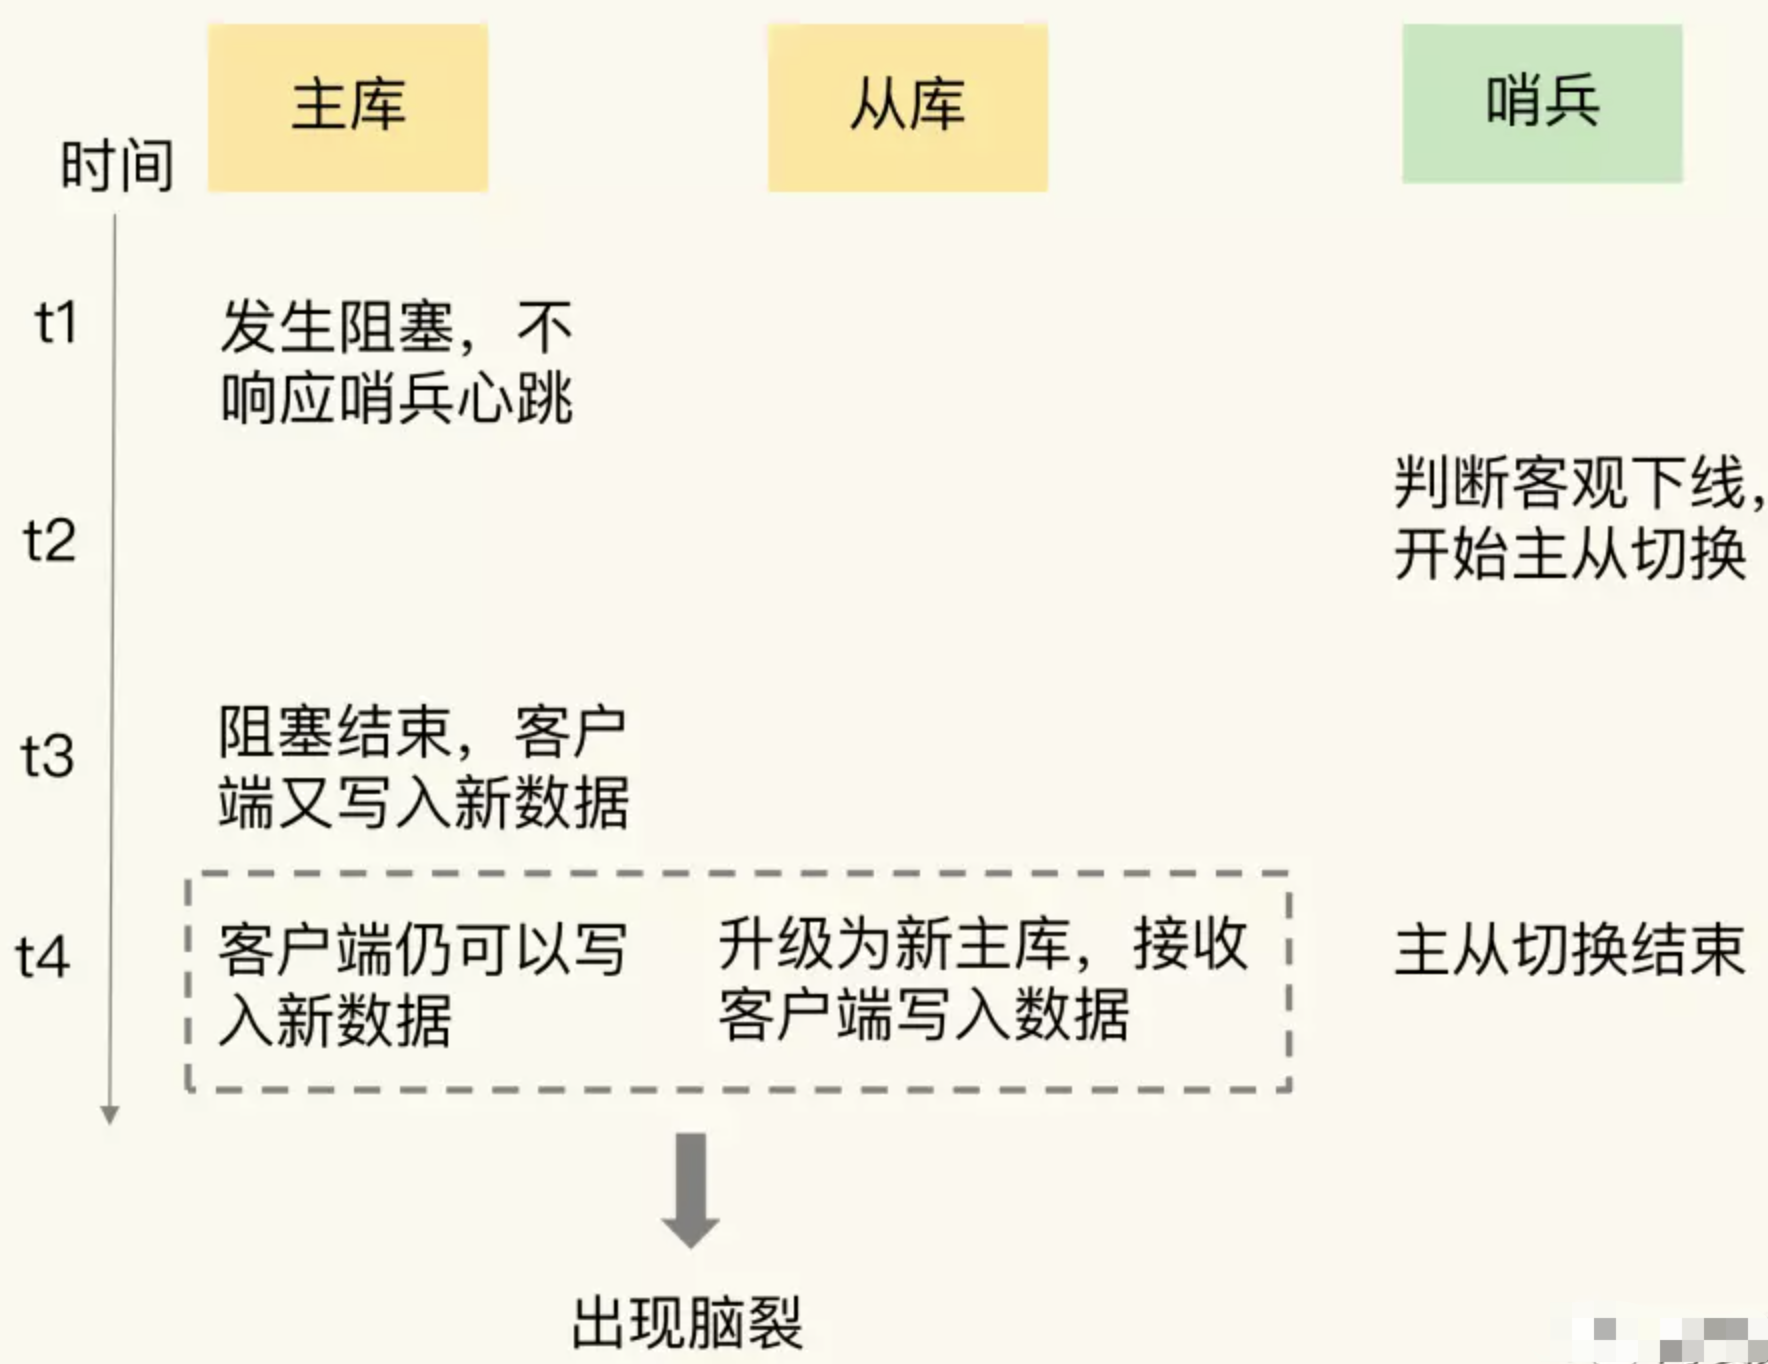 主库
从库
哨兵
时间
t1
发生阻塞，不
响应哨兵心跳
t2
判断客观下线，
开始主从切换
t3
阻塞结束，客户
端又写入新数据
t4
客户端仍可以写
入新数据
升级为新主库，接收
客户端写入数据
主从切换结束
出现脑裂